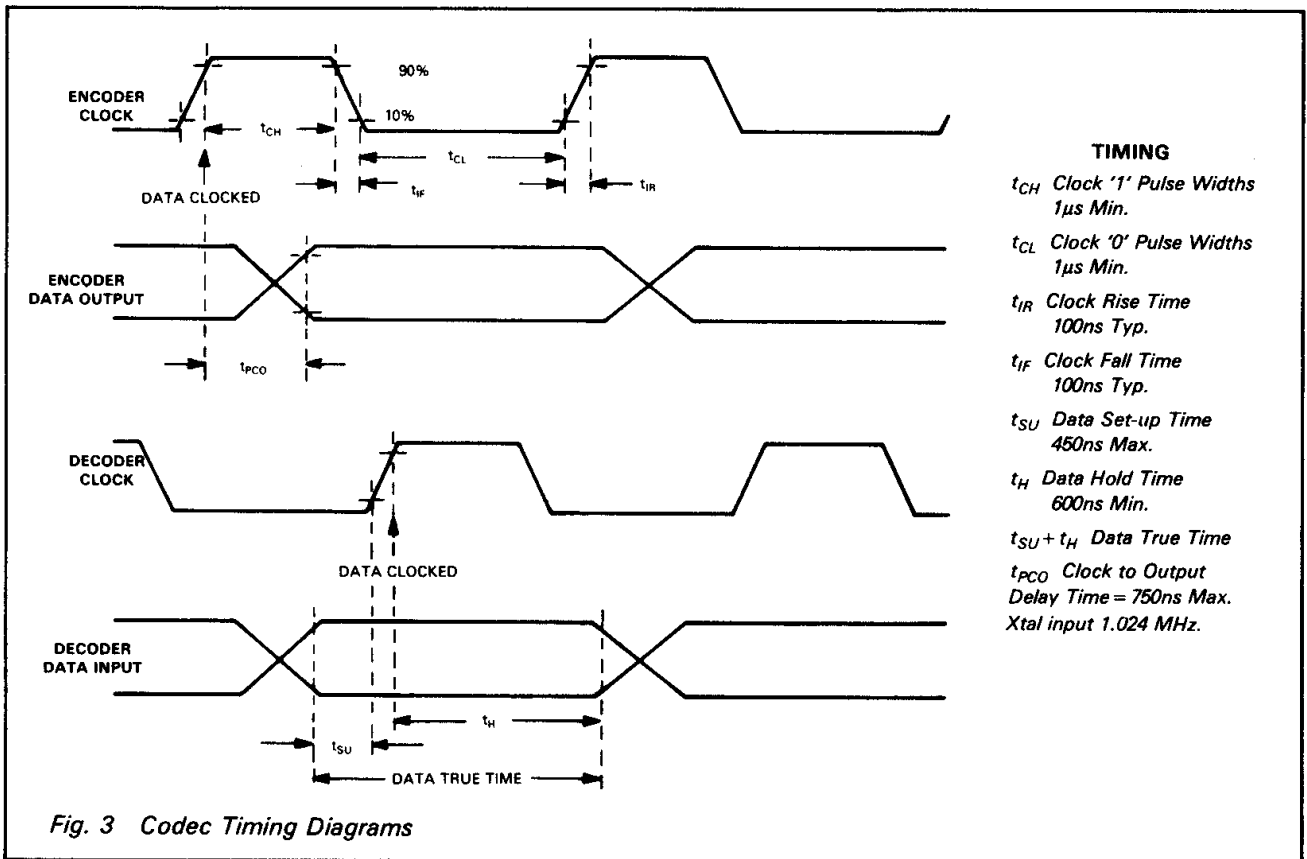 ENCODER
CLOCK
90%
10%
tCH
tCL
tIF
tIR
DATA CLOCKED
ENCODER
DATA OUTPUT
tPCO
DECODER
CLOCK
DATA CLOCKED
DECODER
DATA INPUT
tH
tSU
DATA TRUE TIME
TIMING
tCH Clock '1' Pulse Widths
1µs Min.
tCL Clock '0' Pulse Widths
1µs Min.
tIR Clock Rise Time
100ns Typ.
tIF Clock Fall Time
100ns Typ.
tSU Data Set-up Time
450ns Max.
tH Data Hold Time
600ns Min.
tSU + tH Data True Time
tPCO Clock to Output
Delay Time = 750ns Max.
Xtal input 1.024 MHz.
Fig. 3 Codec Timing Diagrams